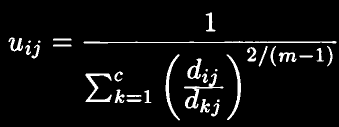 u_{ij} = \frac{1}{\sum_{k=1}^{c} \left( \frac{d_{ij}}{d_{kj}} \right)^{2/(m-1)}}